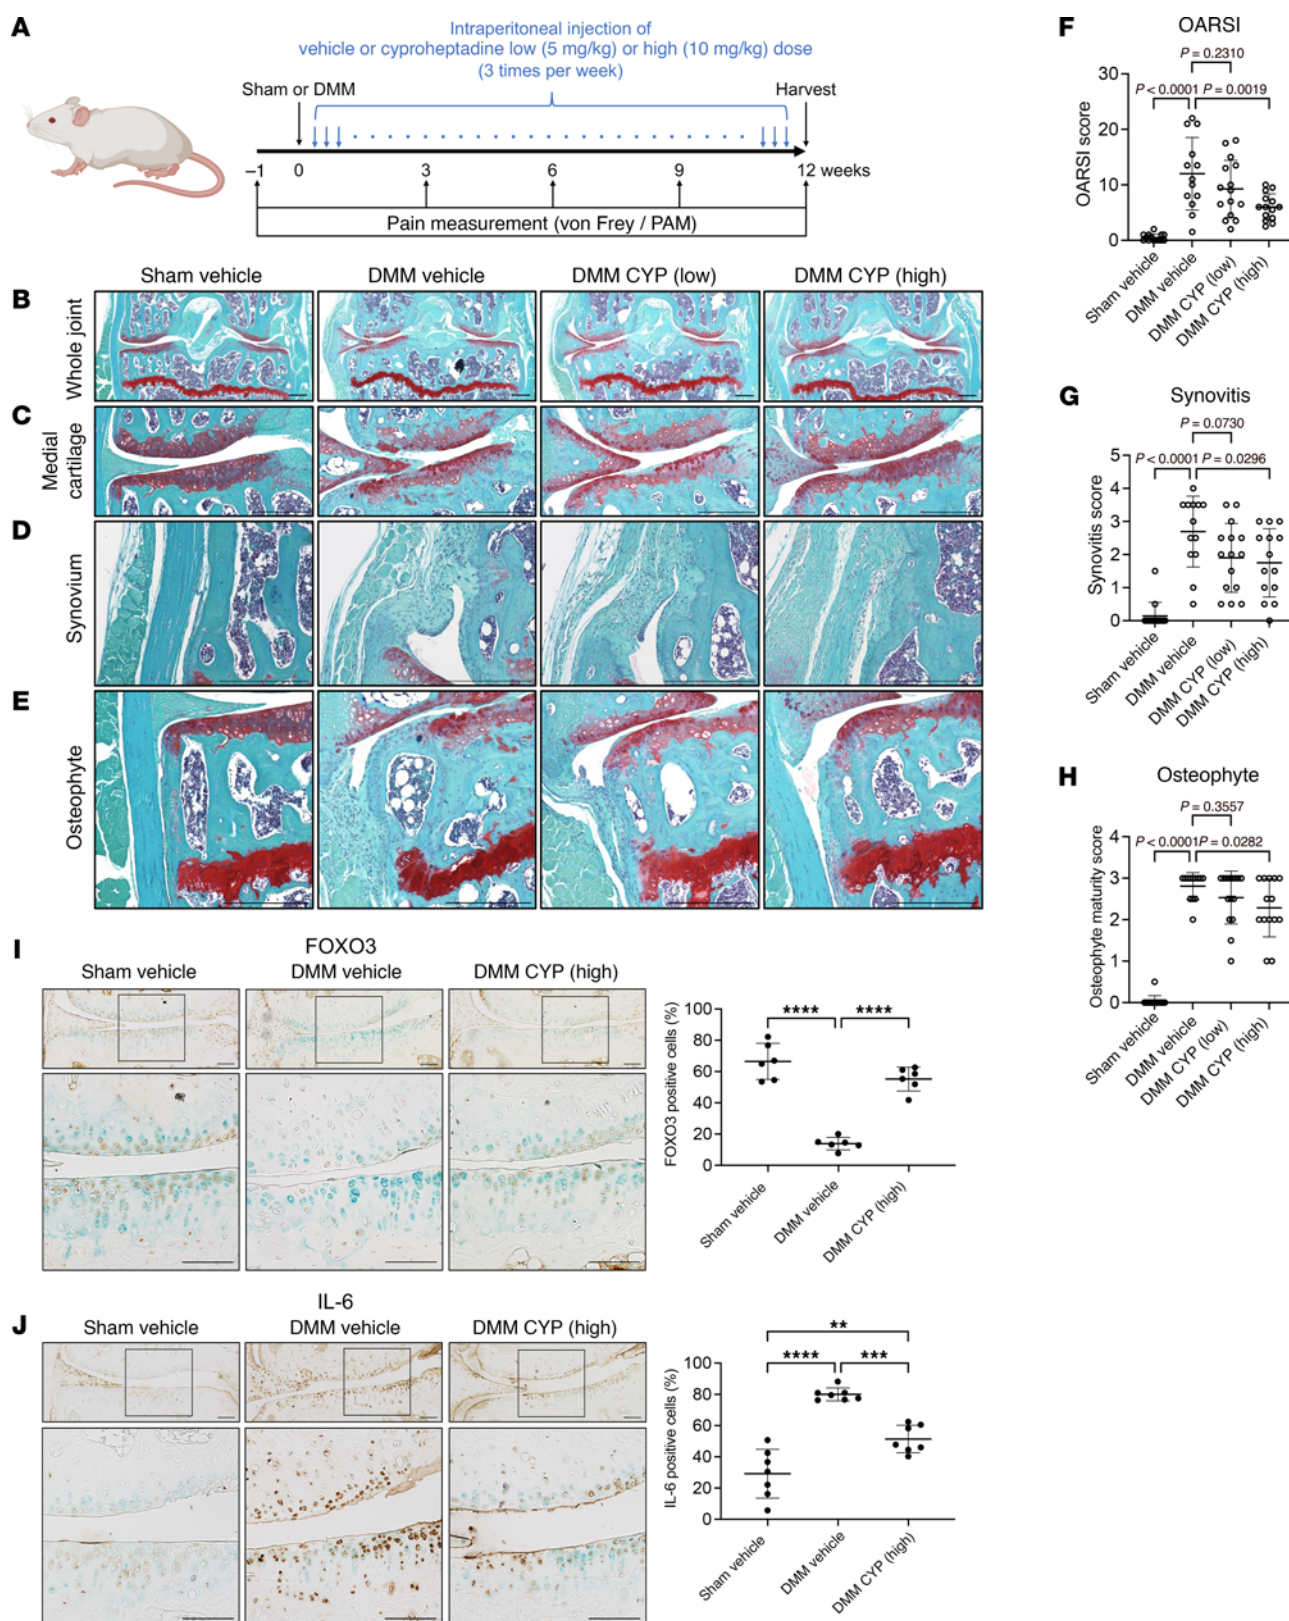 A
Intraperitoneal injection of
vehicle or cyproheptadine low (5 mg/kg) or high (10 mg/kg) dose
(3 times per week)
Sham or DMM
Harvest
–1 0 3 6 9 12 weeks
Pain measurement (von Frey / PAM)
Sham vehicle DMM vehicle DMM CYP (low) DMM CYP (high)
B
Whole joint
C
Medial
cartilage
D
Synovium
E
Osteophyte
F
OARSI
P = 0.2310
P < 0.0001 P = 0.0019
OARSI score
30
20
10
0
Sham vehicle
DMM vehicle
DMM CYP (low)
DMM CYP (high)
G
Synovitis
P = 0.0730
P < 0.0001 P = 0.0296
Synovitis score
5
4
3
2
1
0
Sham vehicle
DMM vehicle
DMM CYP (low)
DMM CYP (high)
H
Osteophyte
P = 0.3557
P < 0.0001 P = 0.0282
Osteophyte maturity score
4
3
2
1
0
Sham vehicle
DMM vehicle
DMM CYP (low)
DMM CYP (high)
I
FOXO3
Sham vehicle DMM vehicle DMM CYP (high)
**** ****
FOXO3 positive cells (%)
100
80
60
40
20
0
Sham vehicle
DMM vehicle
DMM CYP (high)
J
IL-6
Sham vehicle DMM vehicle DMM CYP (high)
**
**** ***
IL-6 positive cells (%)
100
80
60
40
20
0
Sham vehicle
DMM vehicle
DMM CYP (high)